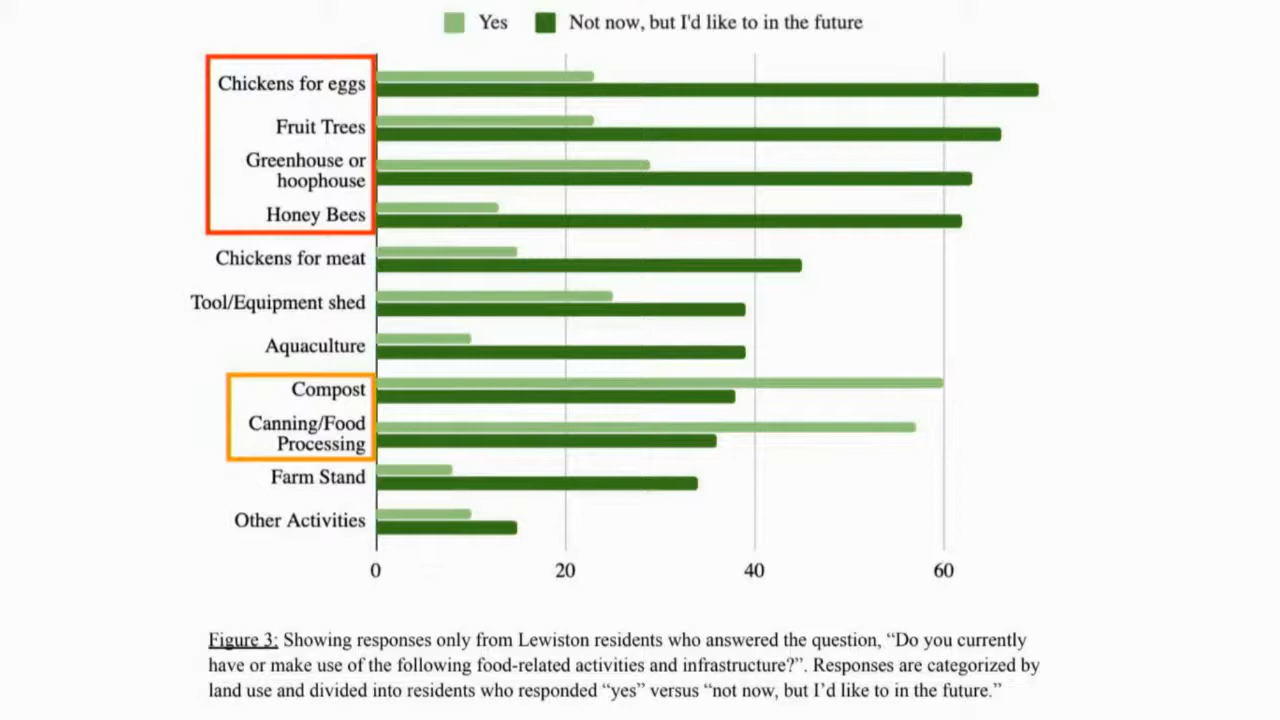 Yes
Not now, but I'd like to in the future
Chickens for eggs
Fruit Trees
Greenhouse or
hoophouse
Honey Bees
Chickens for meat
Tool/Equipment shed
Aquaculture
Compost
Canning/Food
Processing
Farm Stand
Other Activities
0
20
40
60
Figure 3: Showing responses only from Lewiston residents who answered the question, “Do you currently
have or make use of the following food-related activities and infrastructure?”. Responses are categorized by
land use and divided into residents who responded “yes” versus “not now, but I’d like to in the future.”